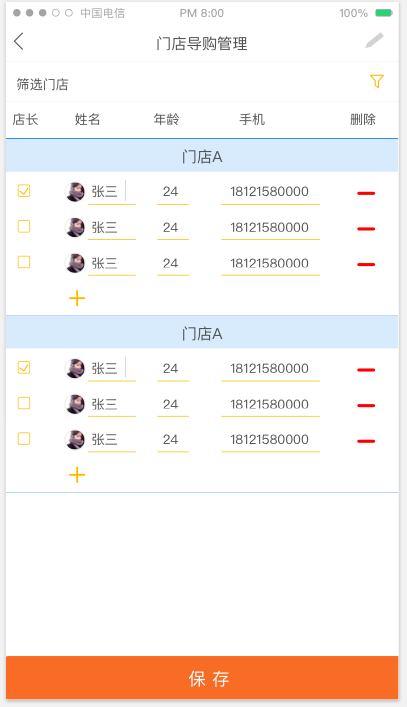 中国电信 PM 8:00 100%
门店导购管理
筛选门店
店长 姓名 年龄 手机 删除
门店A
张三 24 18121580000
张三 24 18121580000
张三 24 18121580000
+
门店A
张三 24 18121580000
张三 24 18121580000
张三 24 18121580000
+
保 存